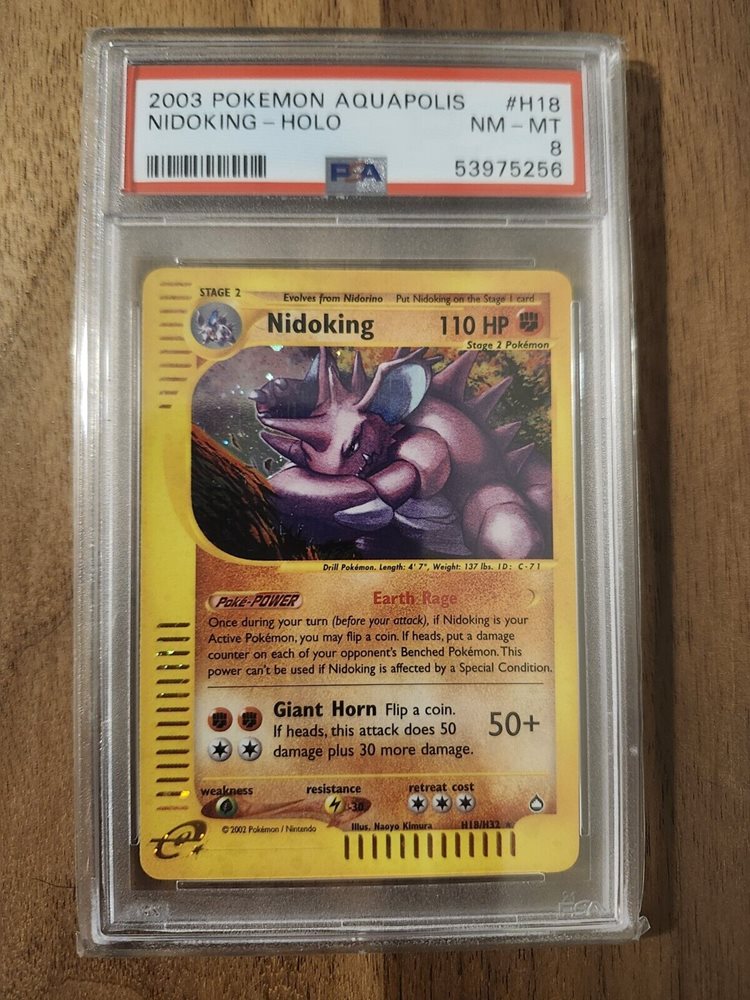 2003 POKEMON AQUAPOLIS #H18
NIDOKING - HOLO NM - MT
8
PSA 53975256
STAGE 2 Evolves from Nidorino Put Nidoking on the Stage 1 card
Nidoking 110 HP
Stage 2 Pokémon
Drill Pokémon. Length: 4' 7", Weight: 137 lbs. ID: C-71
Poké-POWER Earth Rage
Once during your turn (before your attack), if Nidoking is your
Active Pokémon, you may flip a coin. If heads, put a damage
counter on each of your opponent's Benched Pokémon. This
power can't be used if Nidoking is affected by a Special Condition.
Giant Horn Flip a coin.
If heads, this attack does 50
damage plus 30 more damage.
50+
weakness resistance retreat cost
-30
© 2002 Pokémon / Nintendo Illus. Naoyo Kimura H18/H32
e
PSA